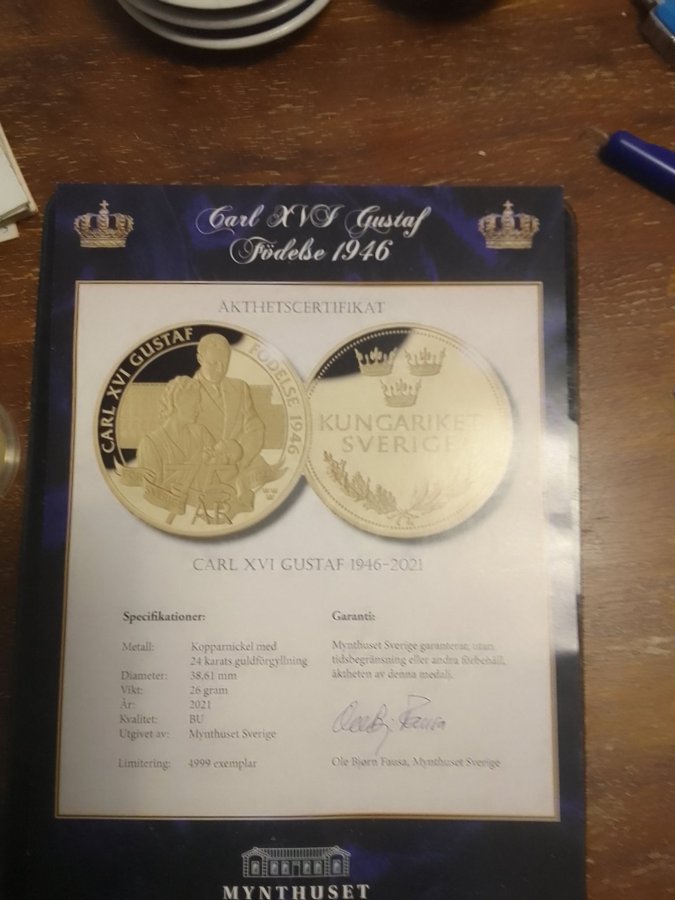 Carl XVI Gustaf
Födelse 1946
ÄKTHETSCERTIFIKAT
CARL XVI GUSTAF
FÖDELSE 1946
ÅR
KUNGARIKET
SVERIGE
CARL XVI GUSTAF 1946-2021
Specifikationer:
Metall: Kopparnickel med
24 karats guldförgyllning
Diameter: 38,61 mm
Vikt: 26 gram
År: 2021
Kvalitet: BU
Utgivet av: Mynthuset Sverige
Limitering: 4999 exemplar
Garanti:
Mynthuset Sverige garanterar, utan
tidsbegränsning eller andra förbehåll,
äktheten av denna medalj.
Ole Bjørn Fausa, Mynthuset Sverige
MYNTHUSET